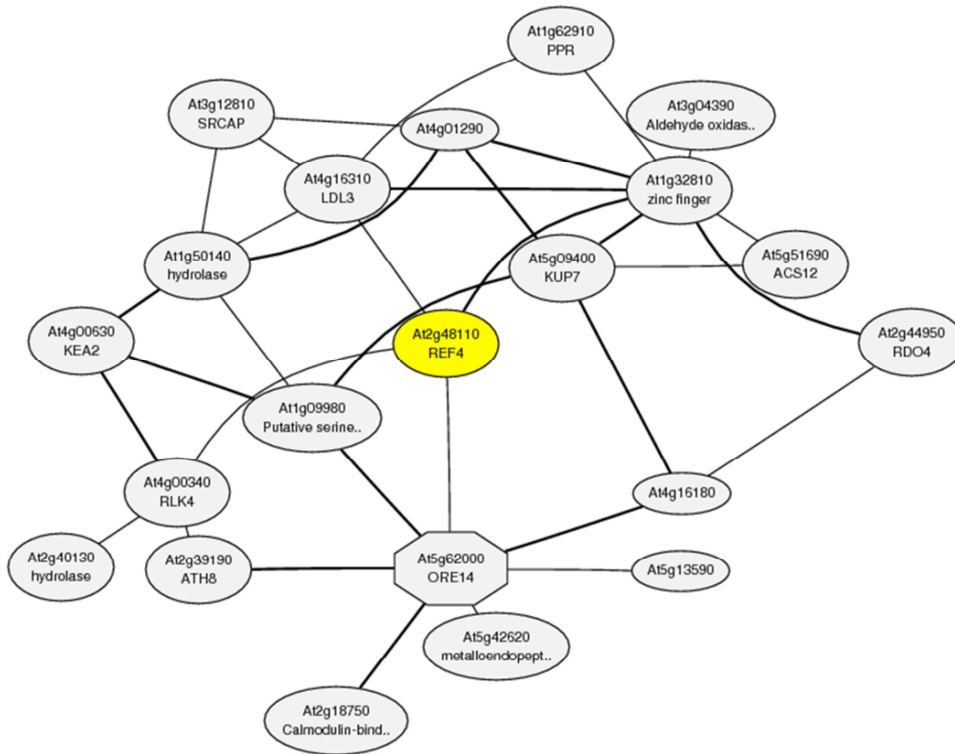 At1g62910
PPR
At3g12810
SRCAP
At3g04390
Aldehyde oxidas..
At4g01290
At4g16310
LDL3
At1g32810
zinc finger
At1g50140
hydrolase
At5g09400
KUP7
At5g51690
ACS12
At4g00630
KEA2
At2g48110
REF4
At2g44950
RDO4
At1g09980
Putative serine..
At4g00340
RLK4
At4g16180
At2g40130
hydrolase
At2g39190
ATH8
At5g62000
ORE14
At5g13590
At5g42620
metalloendopept..
At2g18750
Calmodulin-bind..